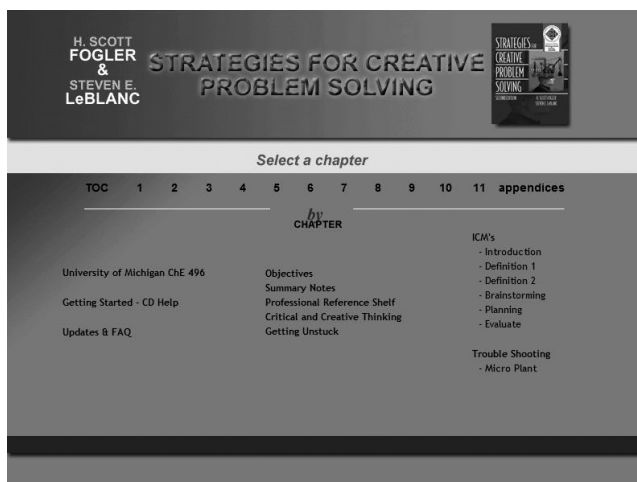 H. SCOTT
FOGLER
&
STEVEN E.
LeBLANC
STRATEGIES FOR CREATIVE
PROBLEM SOLVING
STRATEGIES FOR
CREATIVE
PROBLEM
SOLVING
Select a chapter
TOC 1 2 3 4 5 6 7 8 9 10 11 appendices
by
CHAPTER
University of Michigan ChE 496
Getting Started - CD Help
Updates & FAQ
Objectives
Summary Notes
Professional Reference Shelf
Critical and Creative Thinking
Getting Unstuck
ICM's
- Introduction
- Definition 1
- Definition 2
- Brainstorming
- Planning
- Evaluate
Trouble Shooting
- Micro Plant